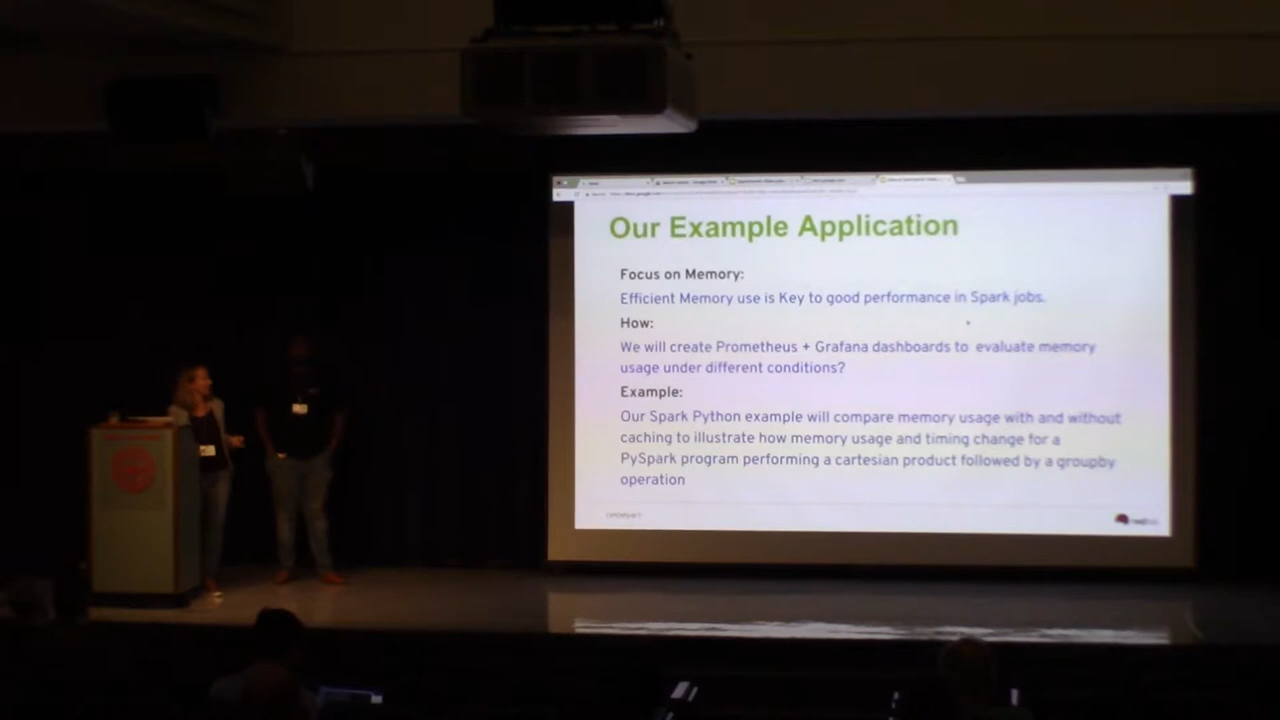 Our Example Application
Focus on Memory:
Efficient Memory use is Key to good performance in Spark jobs.
How:
We will create Prometheus + Grafana dashboards to evaluate memory
usage under different conditions?
Example:
Our Spark Python example will compare memory usage with and without
caching to illustrate how memory usage and timing change for a
PySpark program performing a cartesian product followed by a groupby
operation